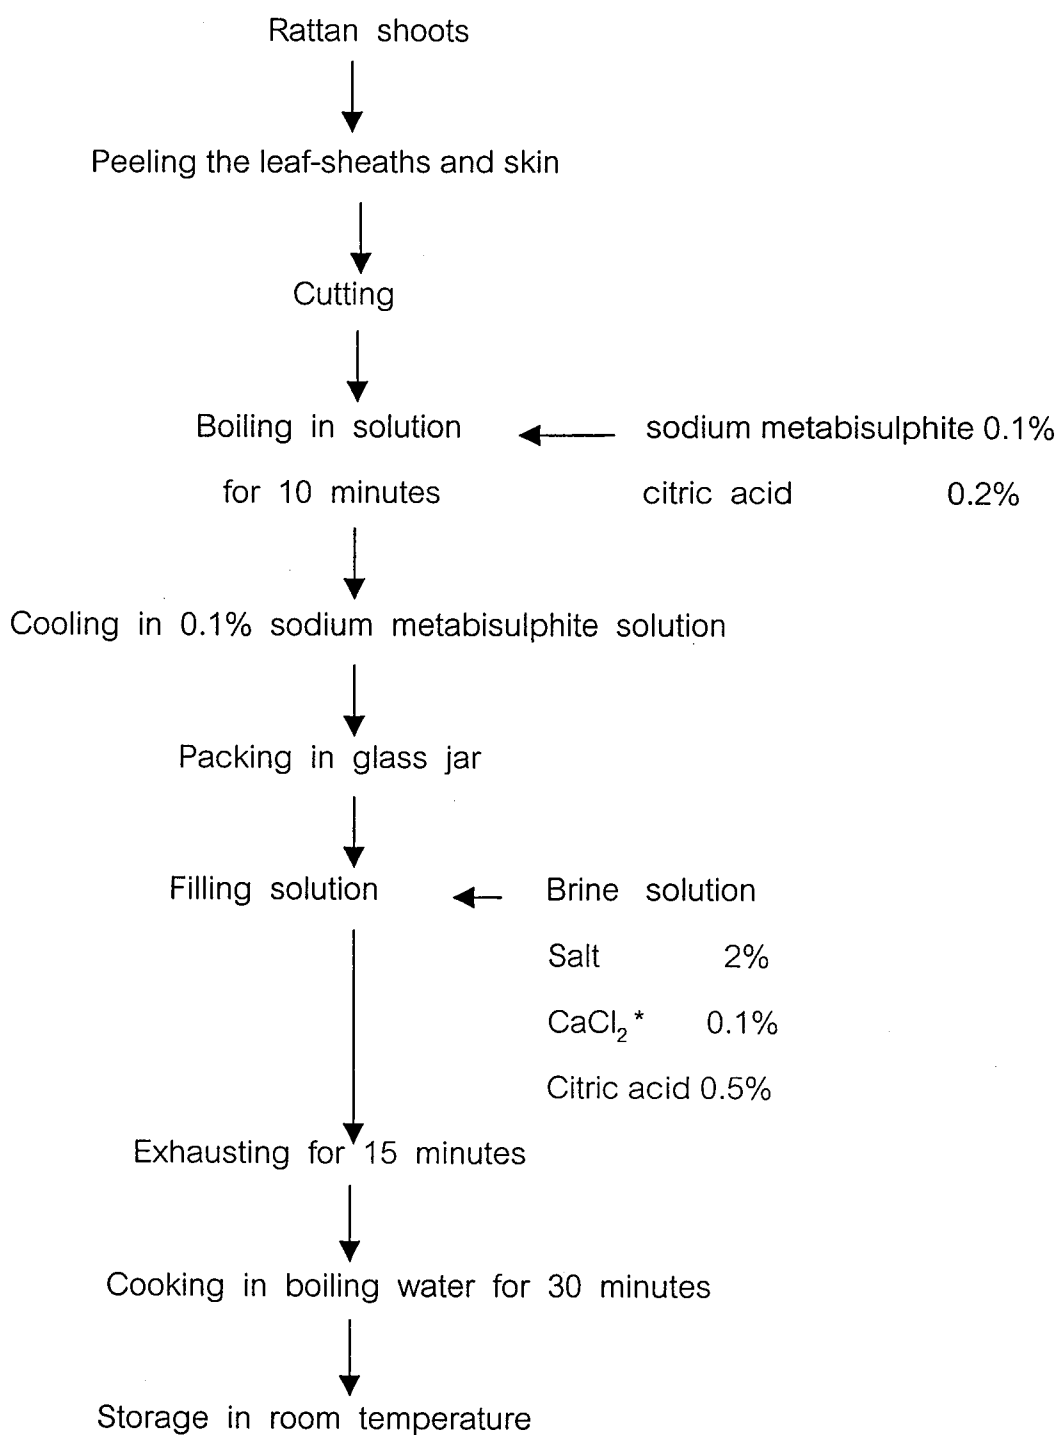 Rattan shoots
Peeling the leaf-sheaths and skin
Cutting
Boiling in solution
sodium metabisulphite 0.1%
for 10 minutes
citric acid 0.2%
Cooling in 0.1% sodium metabisulphite solution
Packing in glass jar
Filling solution
Brine solution
Salt 2%
CaCl₂* 0.1%
Citric acid 0.5%
Exhausting for 15 minutes
Cooking in boiling water for 30 minutes
Storage in room temperature